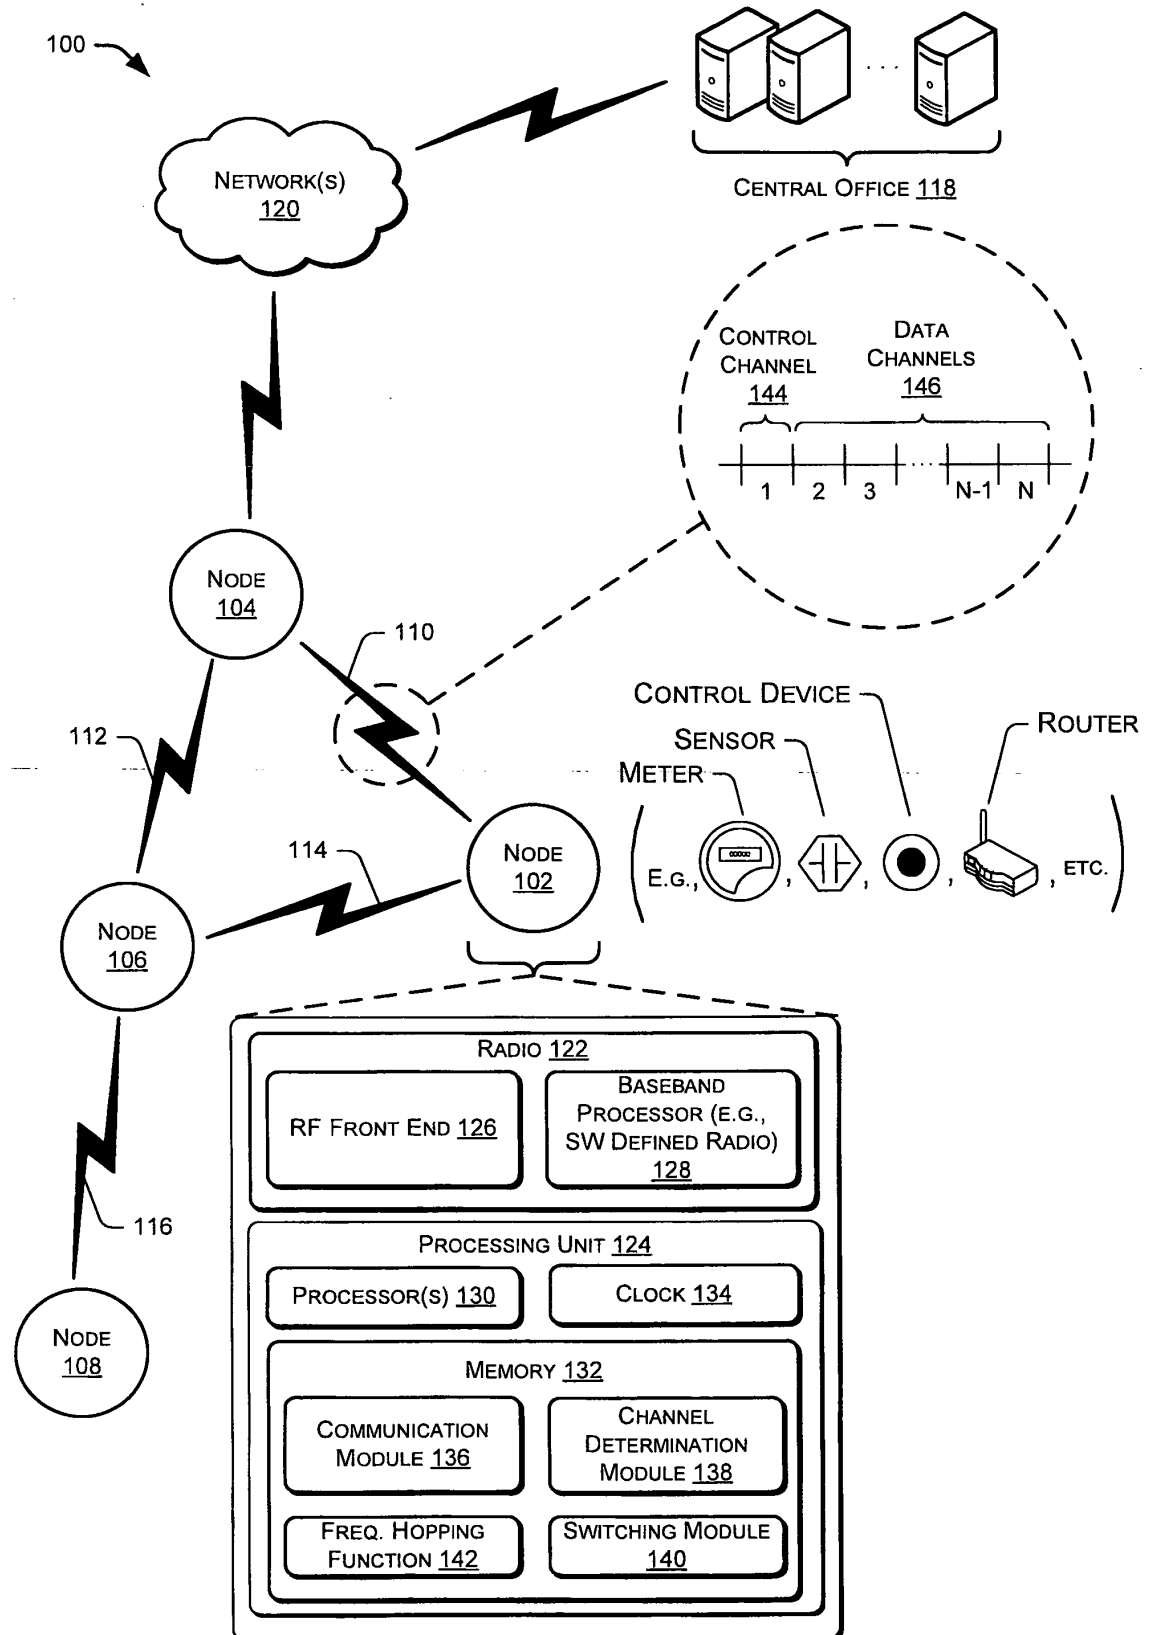 100
NETWORK(S)
120
CENTRAL OFFICE 118
CONTROL
CHANNEL
144
DATA
CHANNELS
146
1 2 3 .... N-1 N
NODE
104
110
112
CONTROL DEVICE
SENSOR
METER
ROUTER
114
NODE
102
E.G., , , , , ETC.
NODE
106
RADIO 122
RF FRONT END 126
BASEBAND
PROCESSOR (E.G.,
SW DEFINED RADIO)
128
116
PROCESSING UNIT 124
PROCESSOR(S) 130
CLOCK 134
NODE
108
MEMORY 132
COMMUNICATION
MODULE 136
CHANNEL
DETERMINATION
MODULE 138
FREQ. HOPPING
FUNCTION 142
SWITCHING MODULE
140